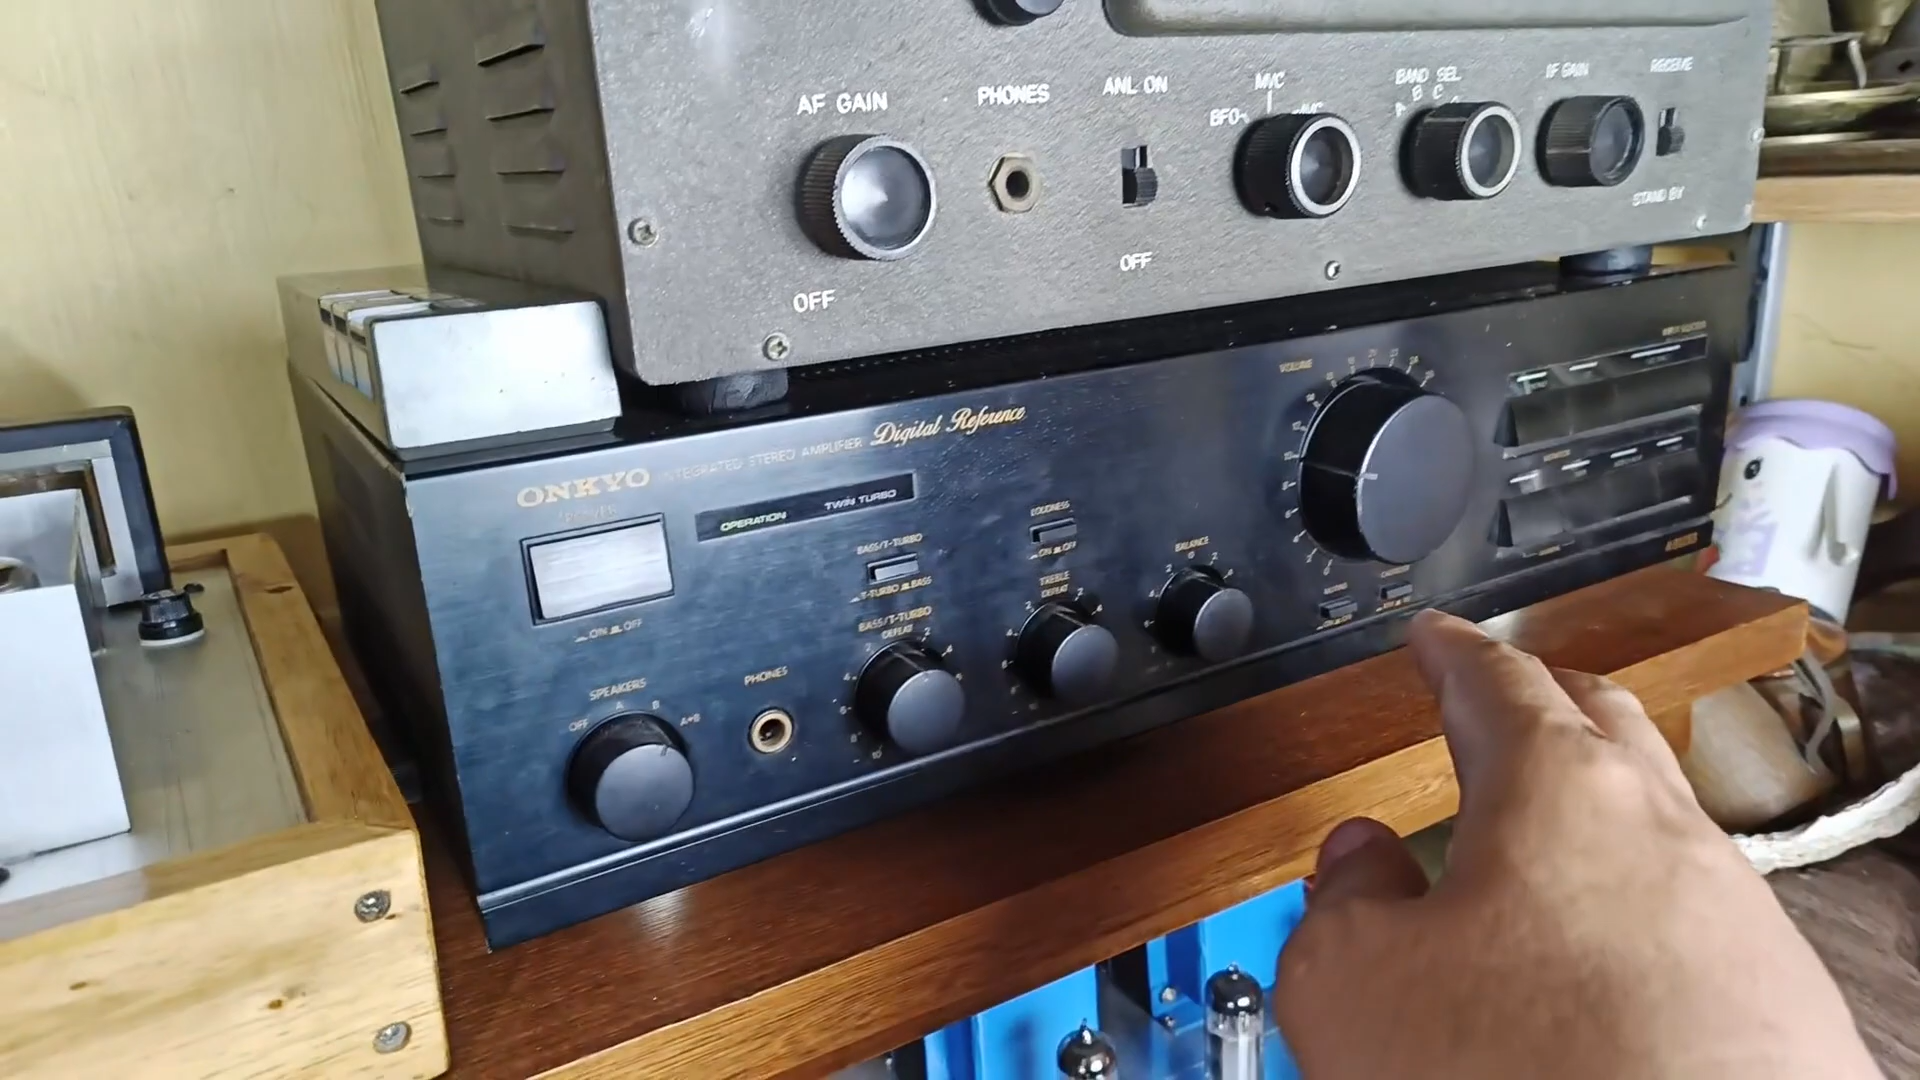 AF GAIN
OFF
PHONES
ANL ON
OFF
MVC
BFO
BAND SEL
A B C
RECEIVE
STAND BY
ONKYO INTEGRATED STEREO AMPLIFIER Digital Reference
POWER
ON OFF
OPERATION TWIN TURBO
BASS/T-TURBO
T-TURBO BASS
LOUDNESS
ON OFF
BASS/T-TURBO
DEFEAT
TREBLE
DEFEAT
BALANCE
VOLUME
MUTING
SPEAKERS
OFF A B A+B
PHONES